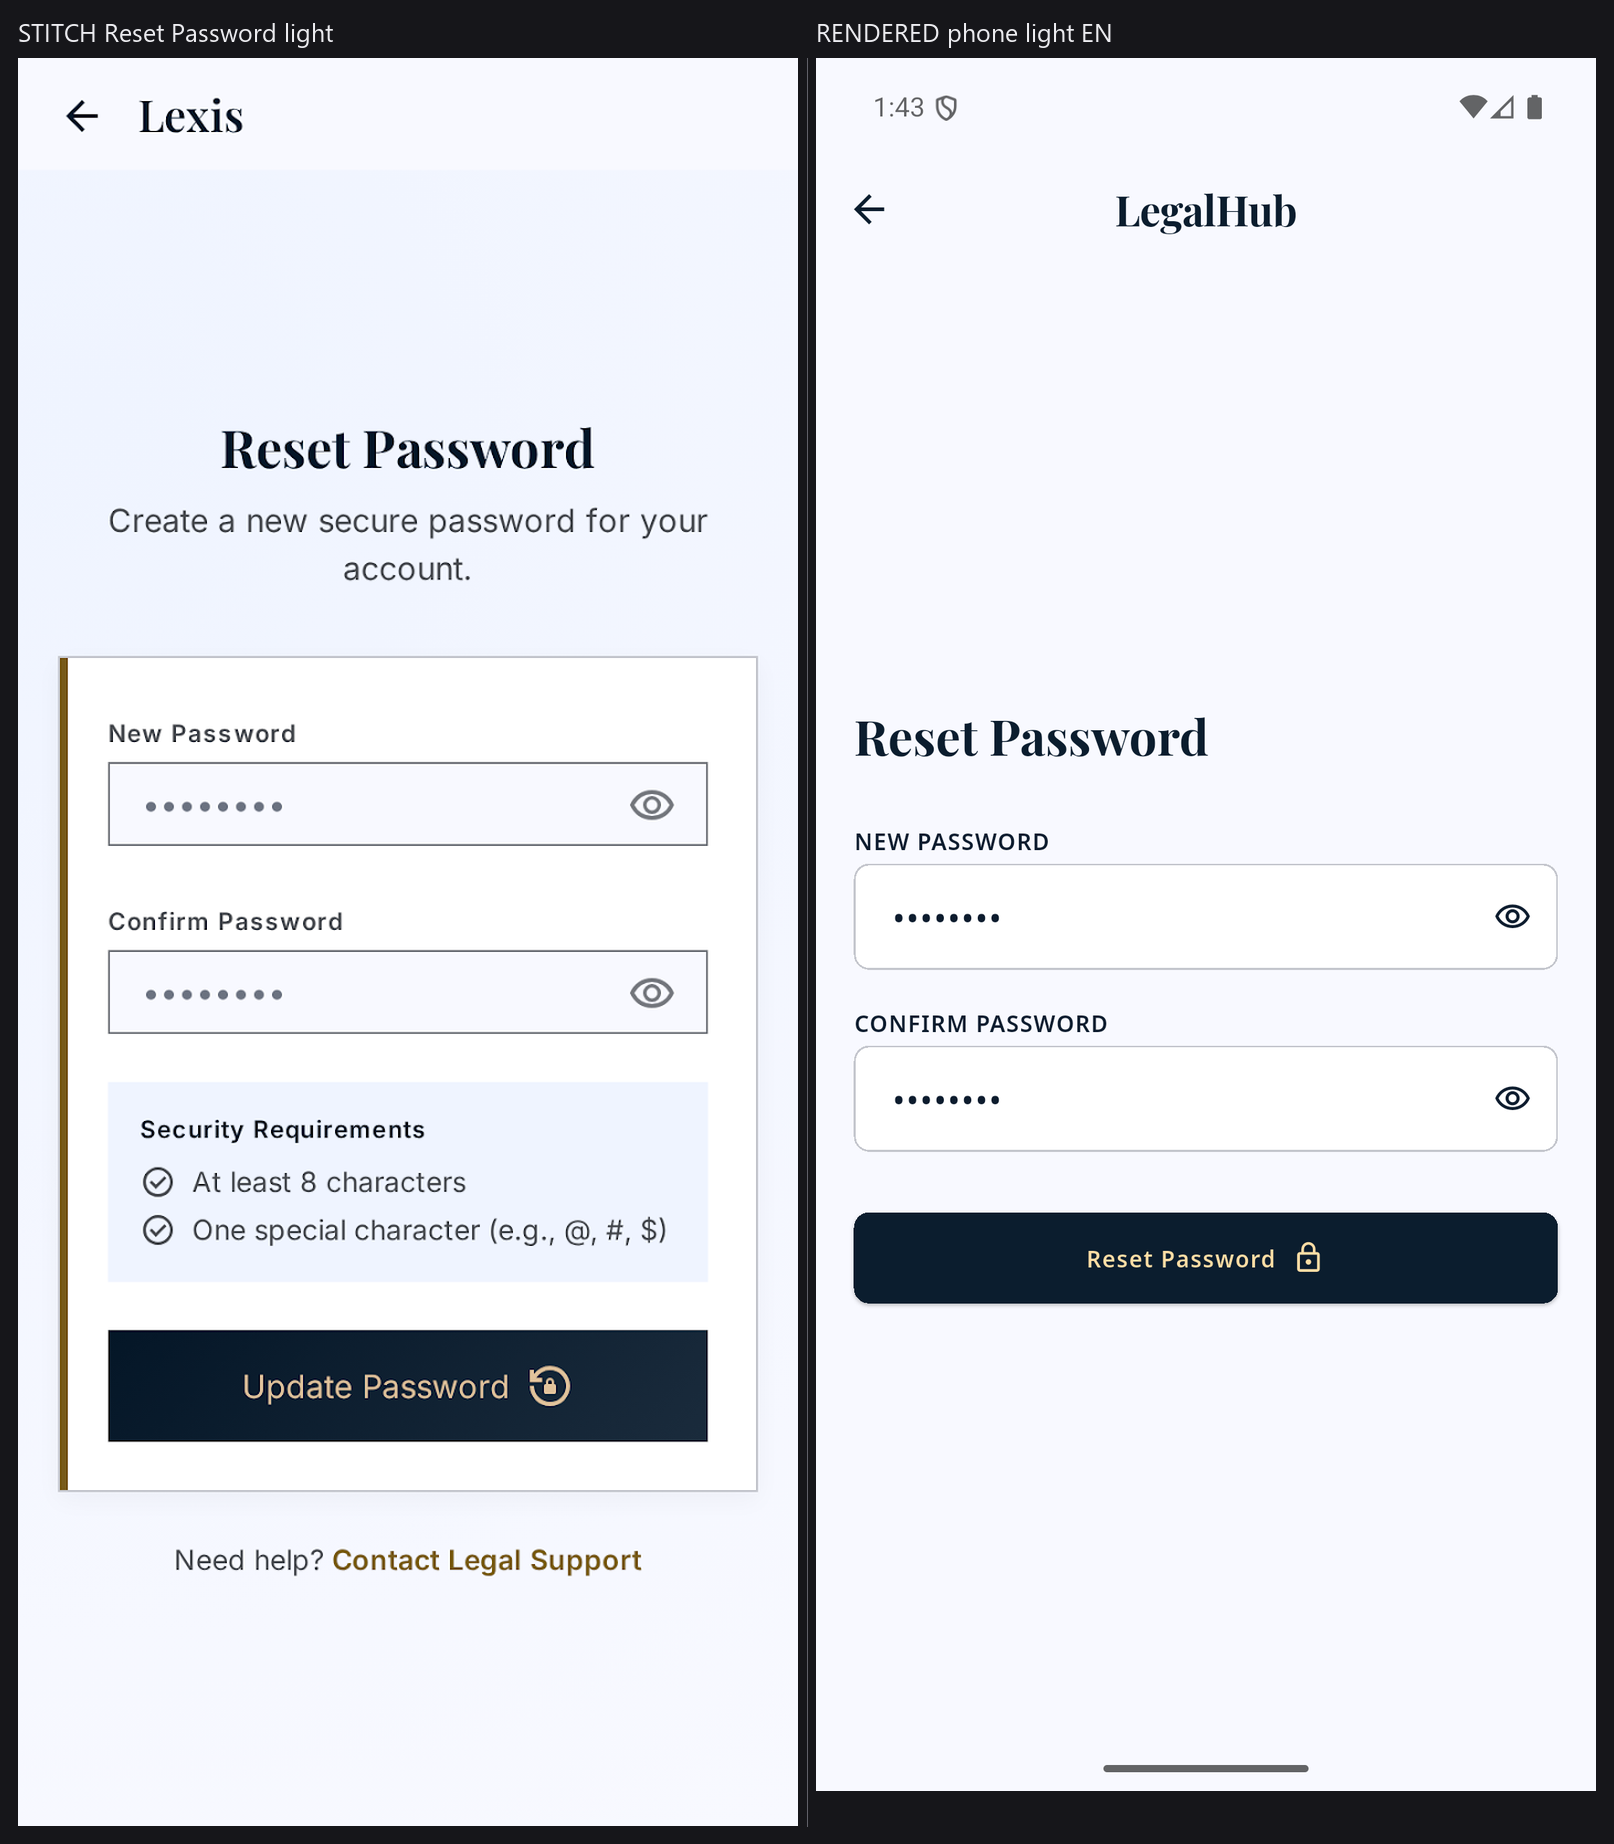 STITCH Reset Password light
Lexis
Reset Password
Create a new secure password for your
account.
New Password
Confirm Password
Security Requirements
At least 8 characters
One special character (e.g., @, #, $)
Update Password
Need help? Contact Legal Support
RENDERED phone light EN
1:43
LegalHub
Reset Password
NEW PASSWORD
CONFIRM PASSWORD
Reset Password